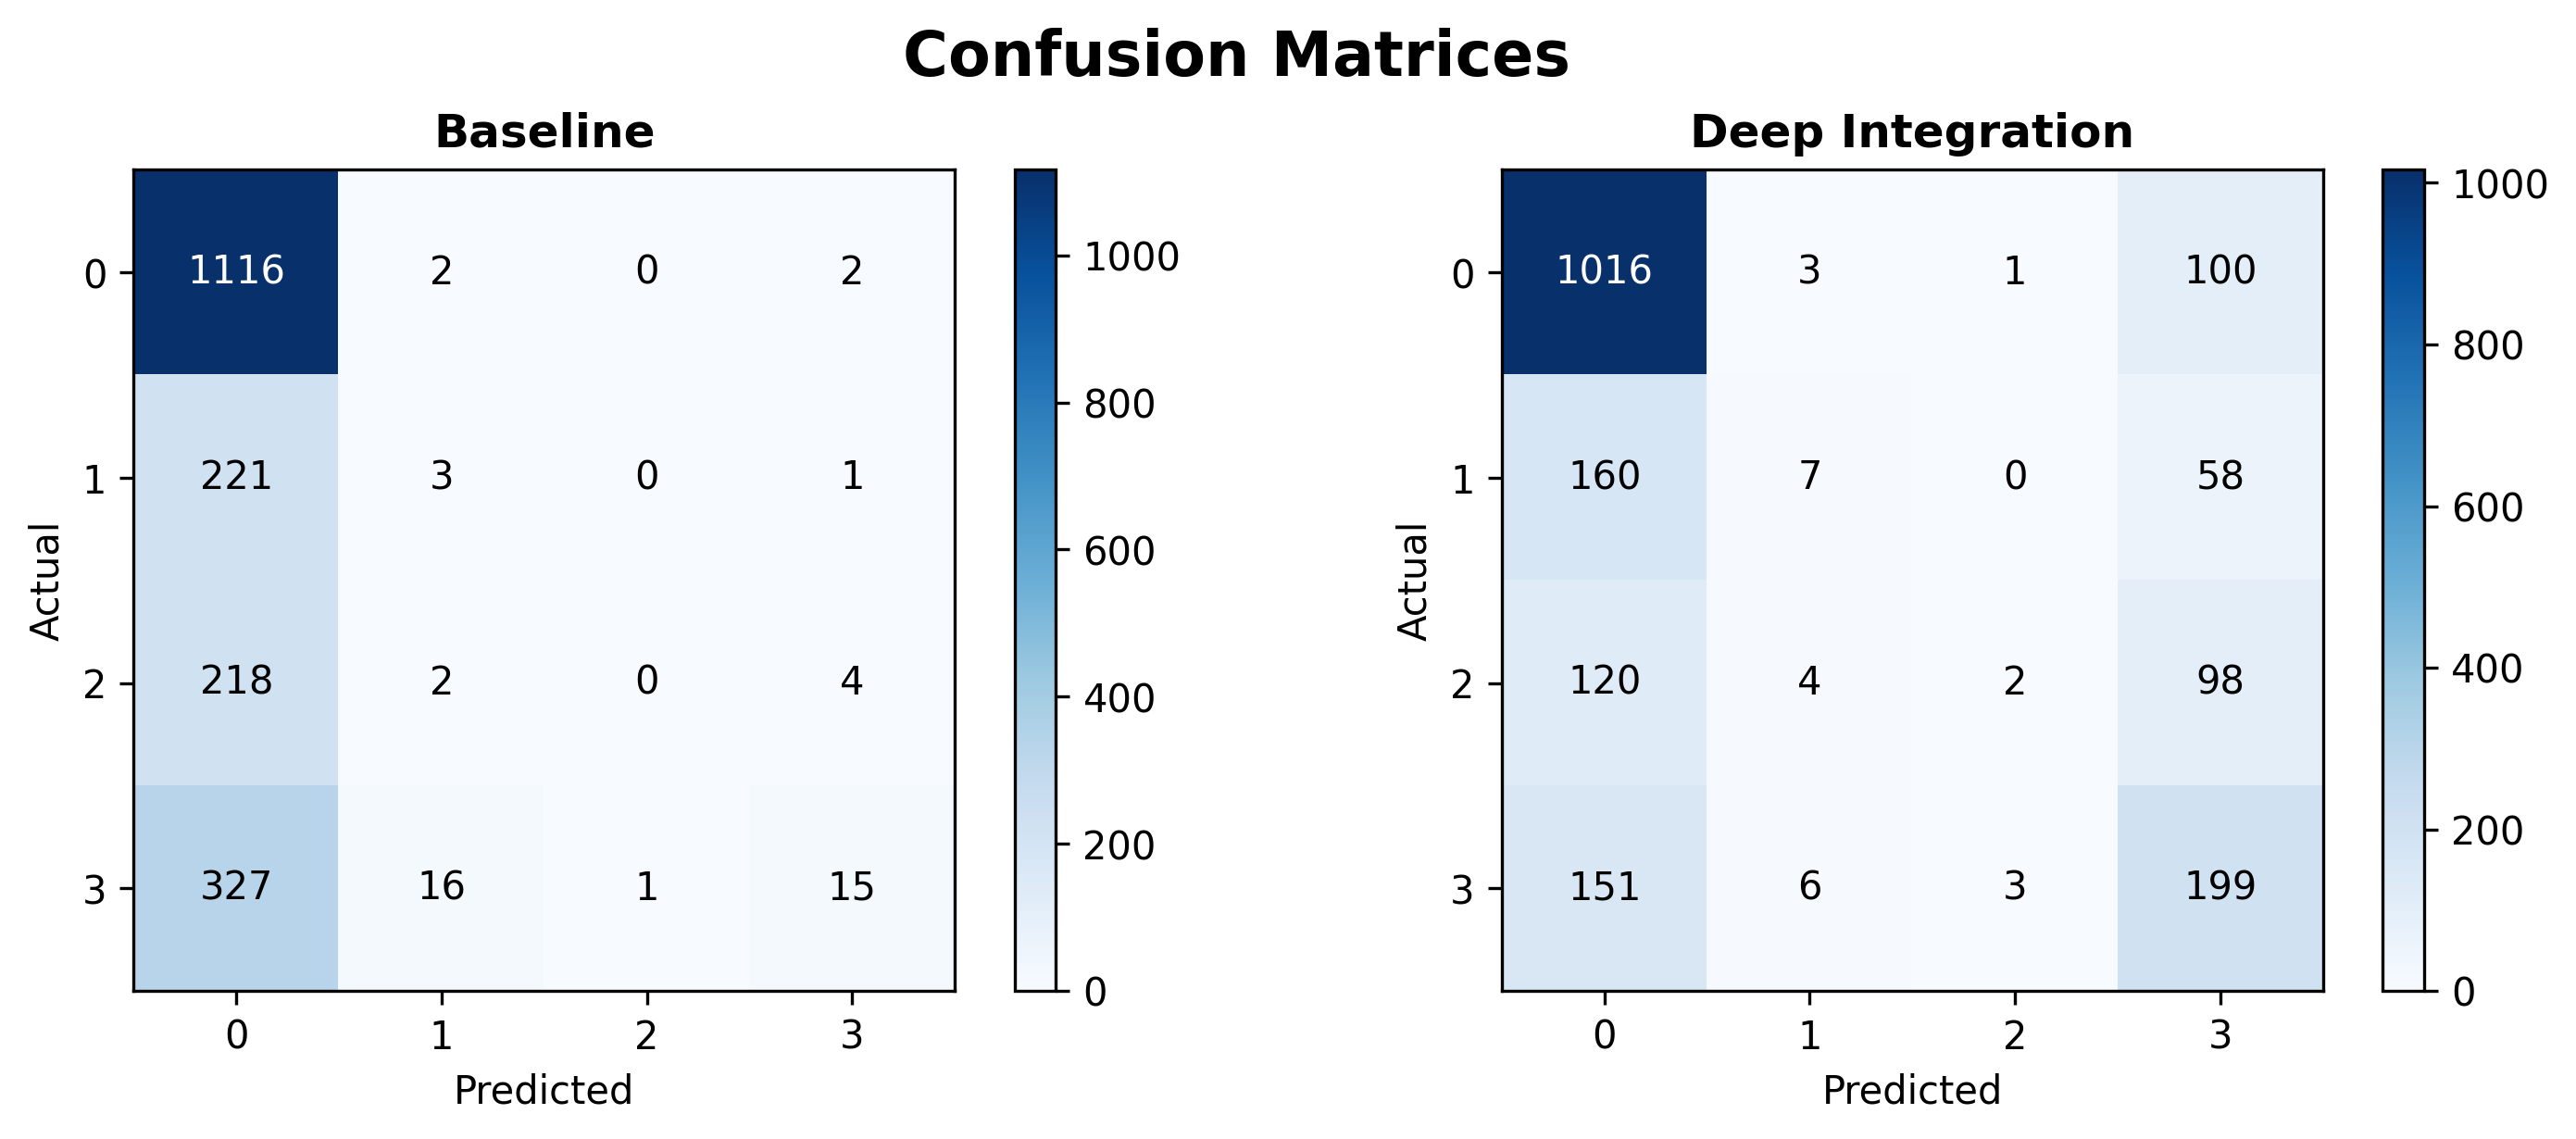 Confusion Matrices
Baseline
0 1116 2 0 2
1 221 3 0 1
2 218 2 0 4
3 327 16 1 15
0 1 2 3
Predicted
Actual
1000
800
600
400
200
0
Deep Integration
0 1016 3 1 100
1 160 7 0 58
2 120 4 2 98
3 151 6 3 199
0 1 2 3
Predicted
Actual
1000
800
600
400
200
0